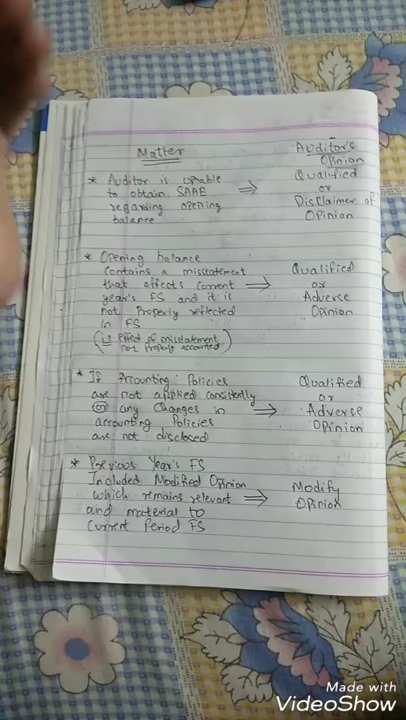 Matter
Auditor's
Opinion
* Auditor is unable
to obtain SAAE
regarding opening
balance
⇒ Qualified
or
Disclaimer of
Opinion
* Opening balance
contains a misstatement
that affects current
year's FS and it is
not Properly reflected
in FS
(ie effect of misstatement
not properly accounted)
⇒ Qualified
or
Adverse
Opinion
* If Accounting Policies
are not applied consistently
or any Changes in
accounting Policies
are not disclosed
⇒ Qualified
or
Adverse
Opinion
* Previous Year's FS
Included Modified Opinion
which remains relevant
and material to
Current Period FS
⇒ Modify
Opinion
Made with
VideoShow